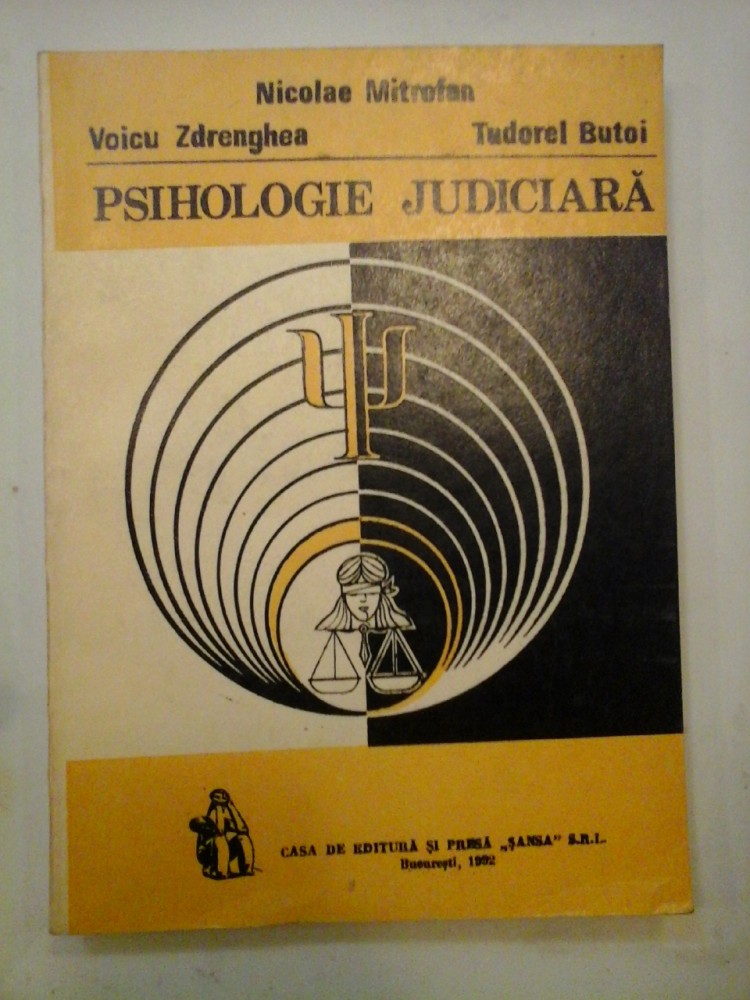 Nicolae Mitrofan
Voicu Zdrenghea Tudorel Butoi
PSIHOLOGIE JUDICIARĂ
Ψ
CASA DE EDITURĂ ȘI PRESĂ „ȘANSA" S.R.L.
București, 1992